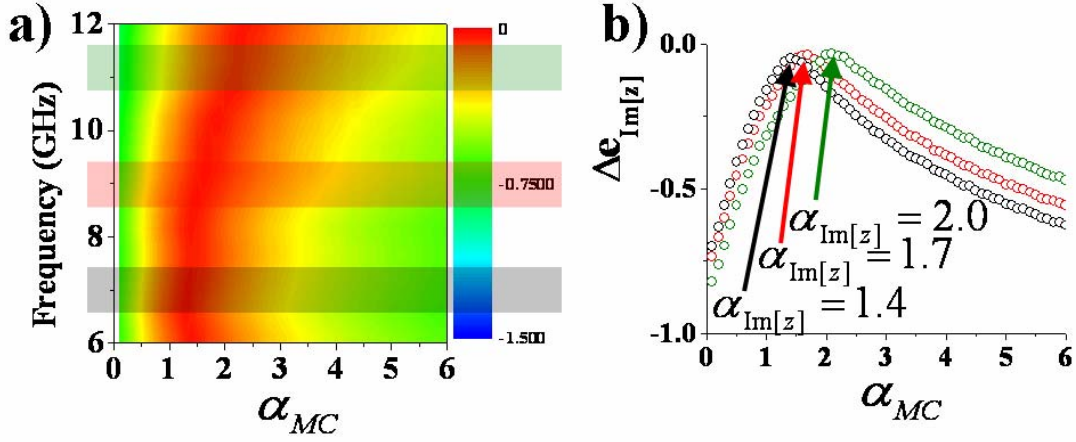 a)
12
10
8
6
Frequency (GHz)
0 1 2 3 4 5 6
α_MC
0
-0.7500
-1.500
b)
0.0
-0.5
-1.0
Δe_Im[z]
α_Im[z] = 2.0
α_Im[z] = 1.7
α_Im[z] = 1.4
0 1 2 3 4 5 6
α_MC